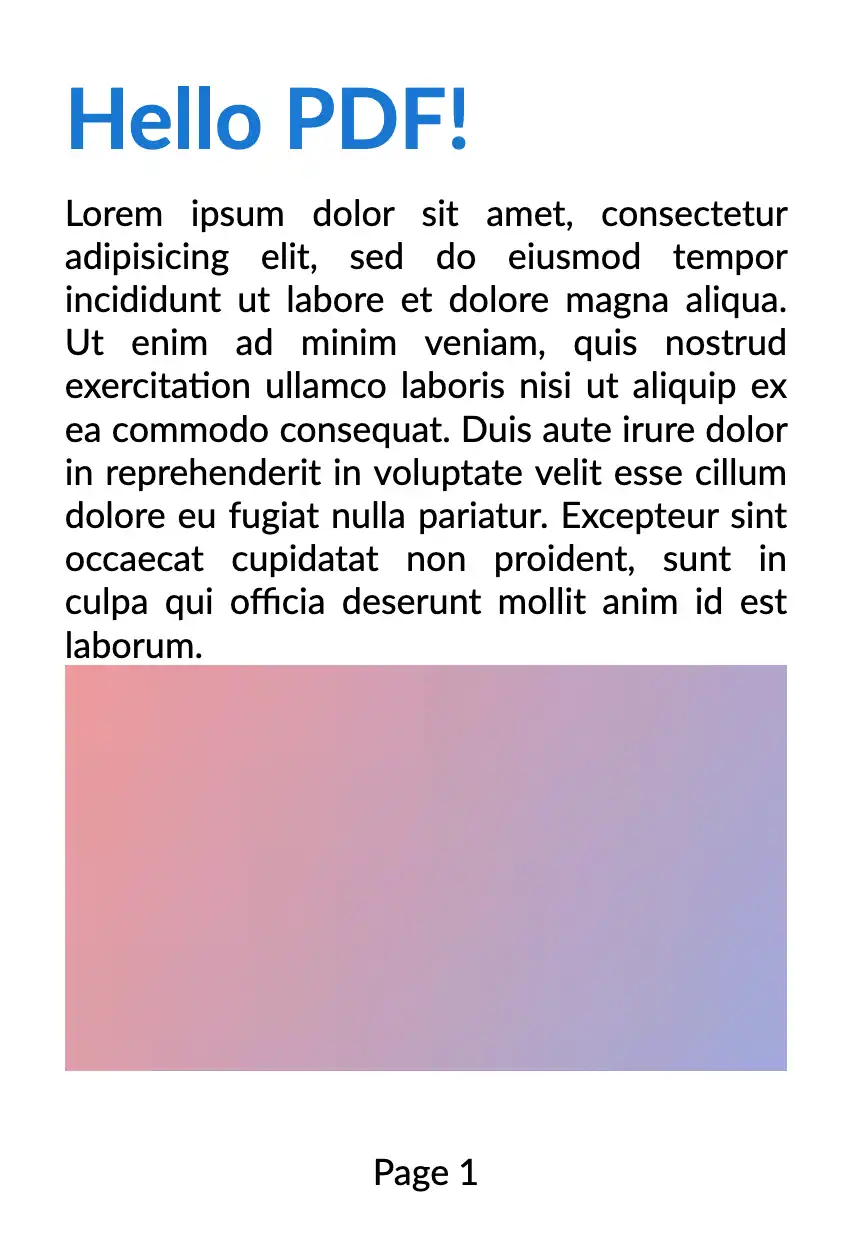 Hello PDF!
Lorem ipsum dolor sit amet, consectetur
adipisicing elit, sed do eiusmod tempor
incididunt ut labore et dolore magna aliqua.
Ut enim ad minim veniam, quis nostrud
exercitation ullamco laboris nisi ut aliquip ex
ea commodo consequat. Duis aute irure dolor
in reprehenderit in voluptate velit esse cillum
dolore eu fugiat nulla pariatur. Excepteur sint
occaecat cupidatat non proident, sunt in
culpa qui officia deserunt mollit anim id est
laborum.
Page 1